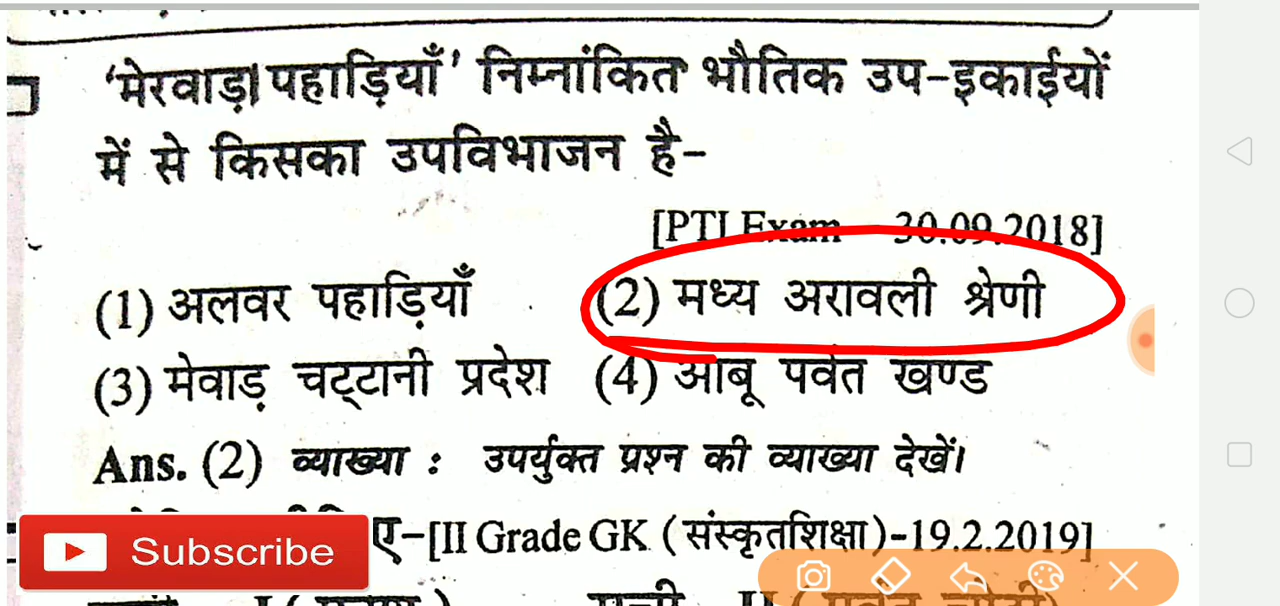 'मेरवाड़ा पहाड़ियाँ' निम्नांकित भौतिक उप-इकाईयों
में से किसका उपविभाजन है-
[PTI Exam 30.09.2018]
(1) अलवर पहाड़ियाँ (2) मध्य अरावली श्रेणी
(3) मेवाड़ चट्टानी प्रदेश (4) आबू पर्वत खण्ड
Ans. (2) व्याख्या : उपर्युक्त प्रश्न की व्याख्या देखें।
ए-[II Grade GK (संस्कृतशिक्षा)-19.2.2019]
Subscribe